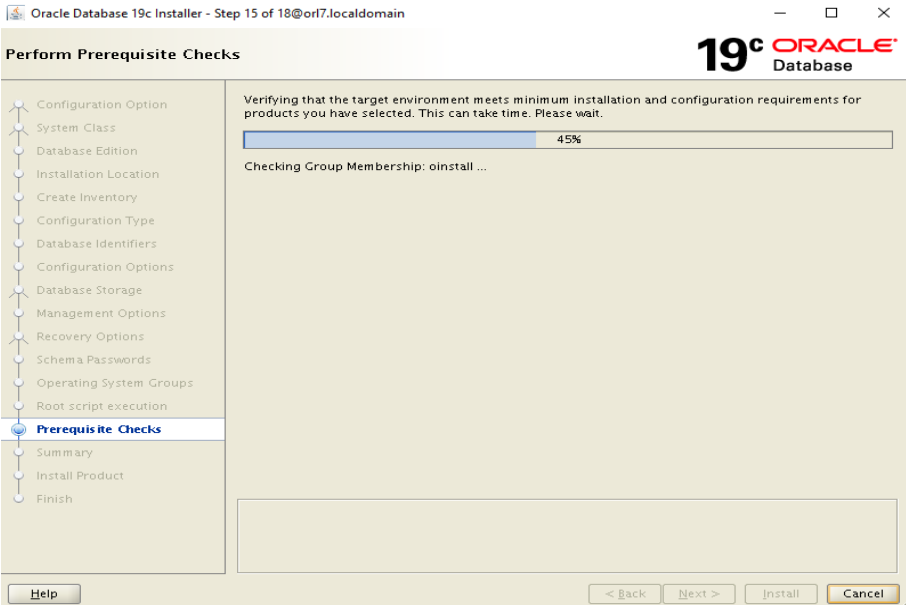 Oracle Database 19c Installer - Step 15 of 18@orl7.localdomain
Perform Prerequisite Checks
19c ORACLE
Database
Configuration Option
System Class
Database Edition
Installation Location
Create Inventory
Configuration Type
Database Identifiers
Configuration Options
Database Storage
Management Options
Recovery Options
Schema Passwords
Operating System Groups
Root script execution
Prerequisite Checks
Summary
Install Product
Finish
Verifying that the target environment meets minimum installation and configuration requirements for
products you have selected. This can take time. Please wait.
45%
Checking Group Membership: oinstall ...
Help
< Back
Next >
Install
Cancel